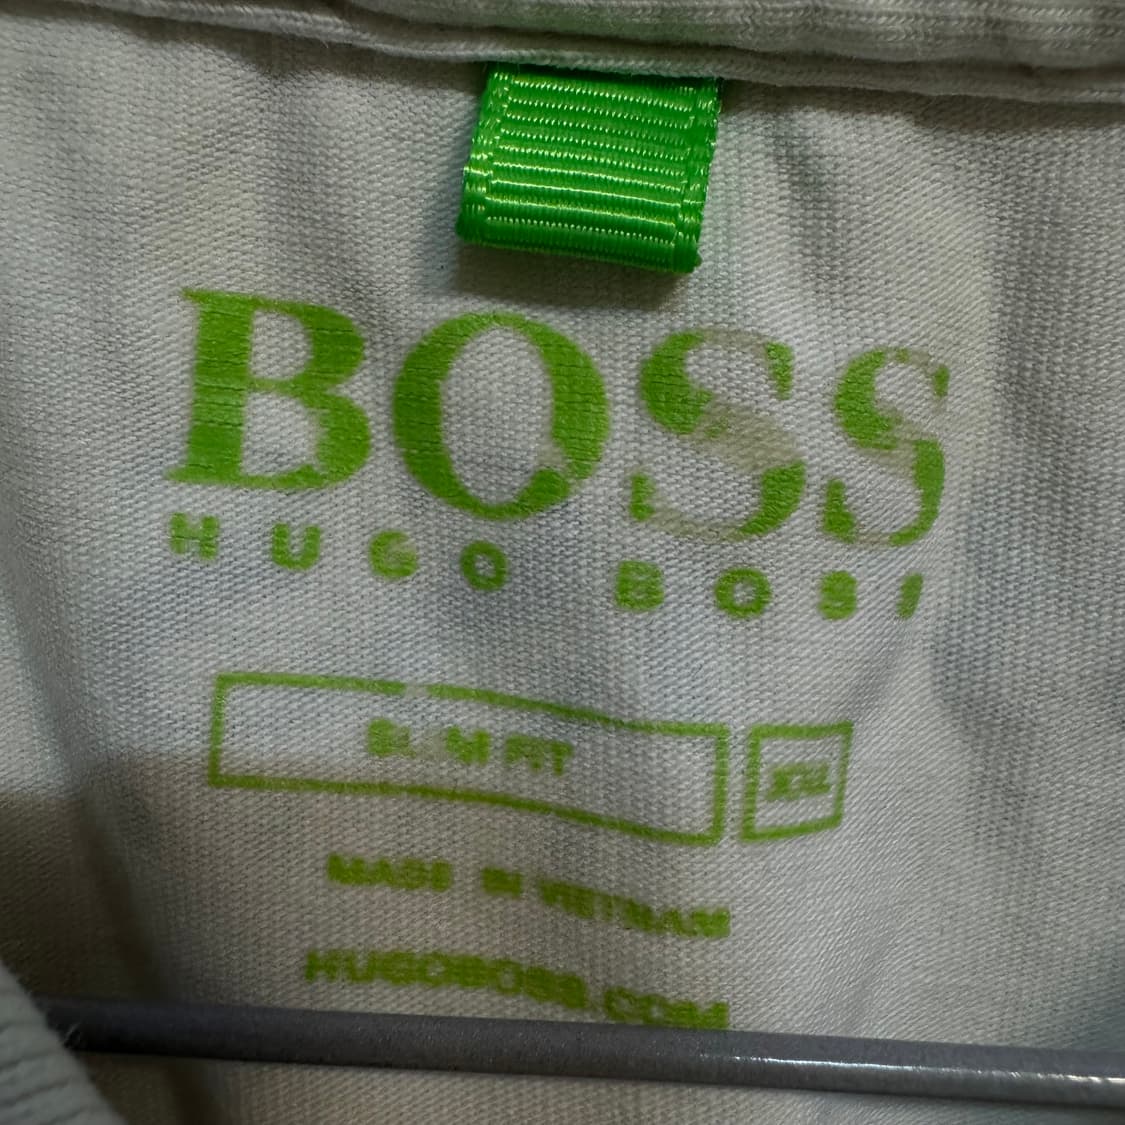 BOSS
HUGO BOSS
SLIM FIT XXL
MADE IN VIETNAM
HUGOBOSS.COM